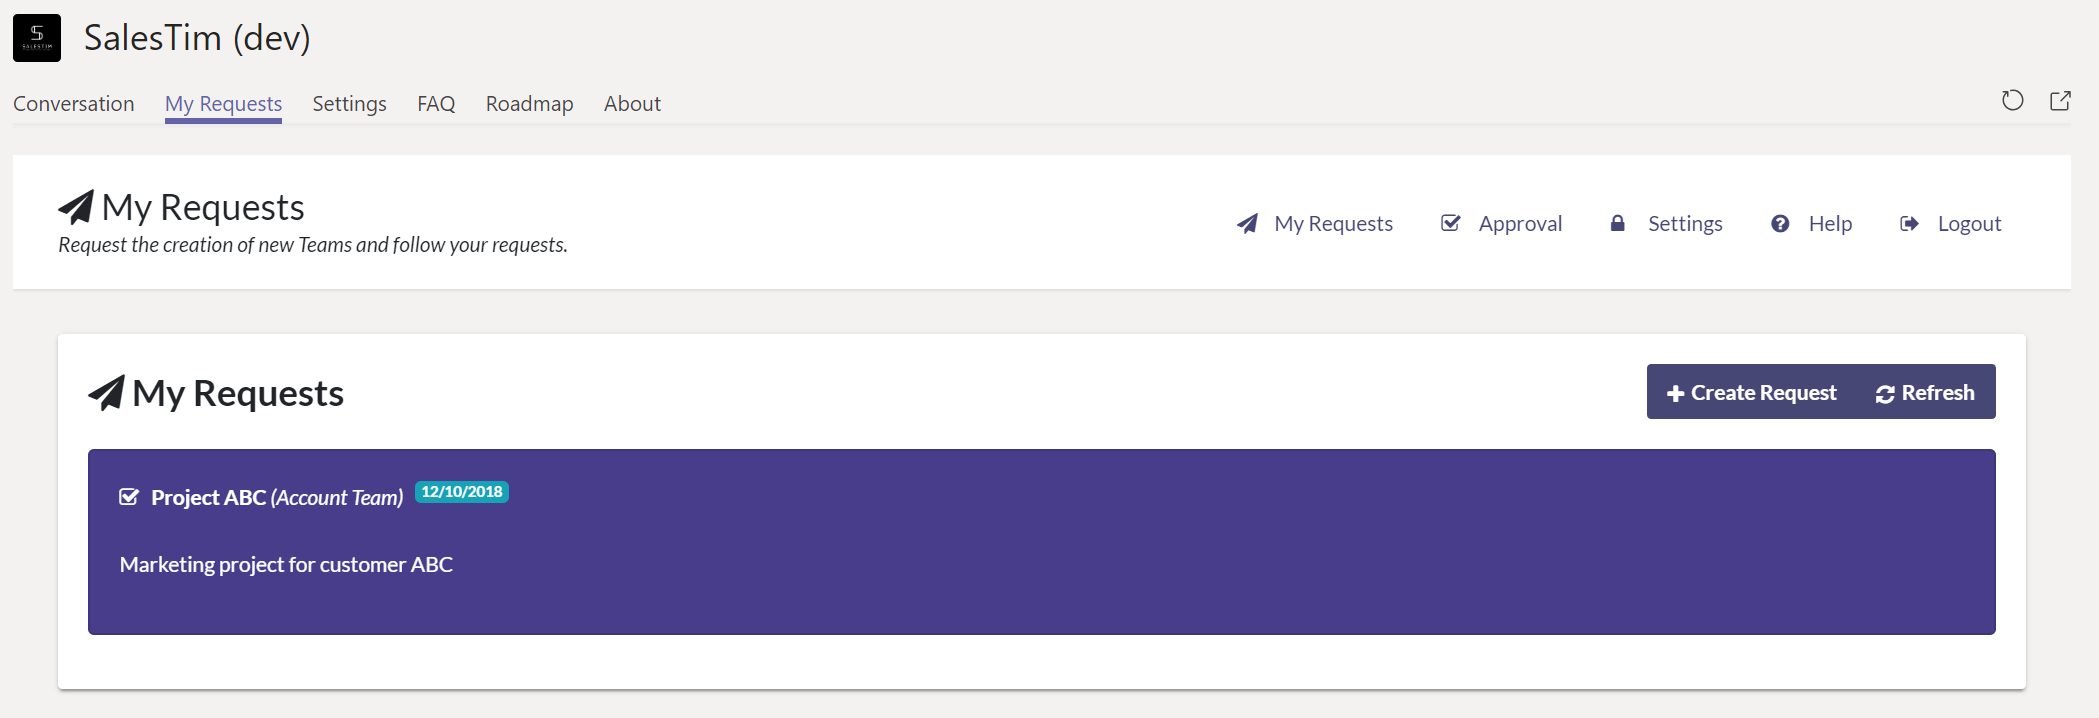 SALESTIM
SalesTim (dev)
Conversation My Requests Settings FAQ Roadmap About
My Requests
Request the creation of new Teams and follow your requests.
My Requests Approval Settings Help Logout
My Requests
Create Request Refresh
Project ABC (Account Team) 12/10/2018
Marketing project for customer ABC